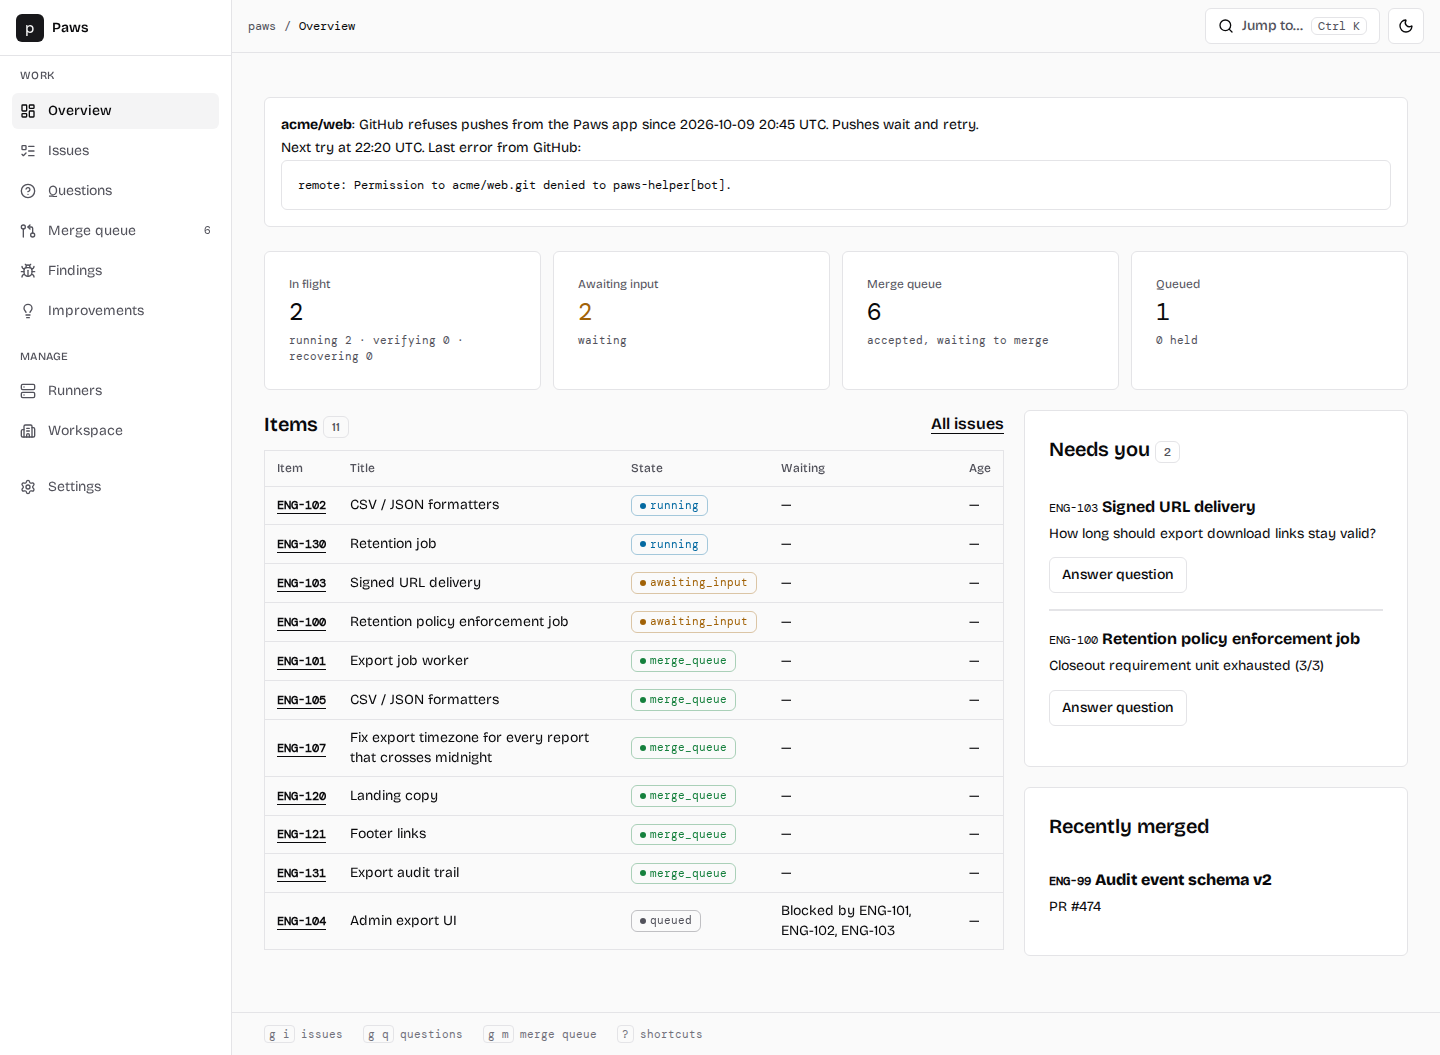 p Paws
WORK
Overview
Issues
Questions
Merge queue 6
Findings
Improvements
MANAGE
Runners
Workspace
Settings
paws / Overview
Jump to... Ctrl K
acme/web: GitHub refuses pushes from the Paws app since 2026-10-09 20:45 UTC. Pushes wait and retry.
Next try at 22:20 UTC. Last error from GitHub:
remote: Permission to acme/web.git denied to paws-helper[bot].
In flight
2
running 2 · verifying 0 ·
recovering 0
Awaiting input
2
waiting
Merge queue
6
accepted, waiting to merge
Queued
1
0 held
Items 11 All issues
Item Title State Waiting Age
ENG-102 CSV / JSON formatters running — —
ENG-130 Retention job running — —
ENG-103 Signed URL delivery awaiting_input — —
ENG-100 Retention policy enforcement job awaiting_input — —
ENG-101 Export job worker merge_queue — —
ENG-105 CSV / JSON formatters merge_queue — —
ENG-107 Fix export timezone for every report
that crosses midnight merge_queue — —
ENG-120 Landing copy merge_queue — —
ENG-121 Footer links merge_queue — —
ENG-131 Export audit trail merge_queue — —
ENG-104 Admin export UI queued Blocked by ENG-101,
ENG-102, ENG-103 —
Needs you 2
ENG-103 Signed URL delivery
How long should export download links stay valid?
Answer question
ENG-100 Retention policy enforcement job
Closeout requirement unit exhausted (3/3)
Answer question
Recently merged
ENG-99 Audit event schema v2
PR #474
g i issues g q questions g m merge queue ? shortcuts